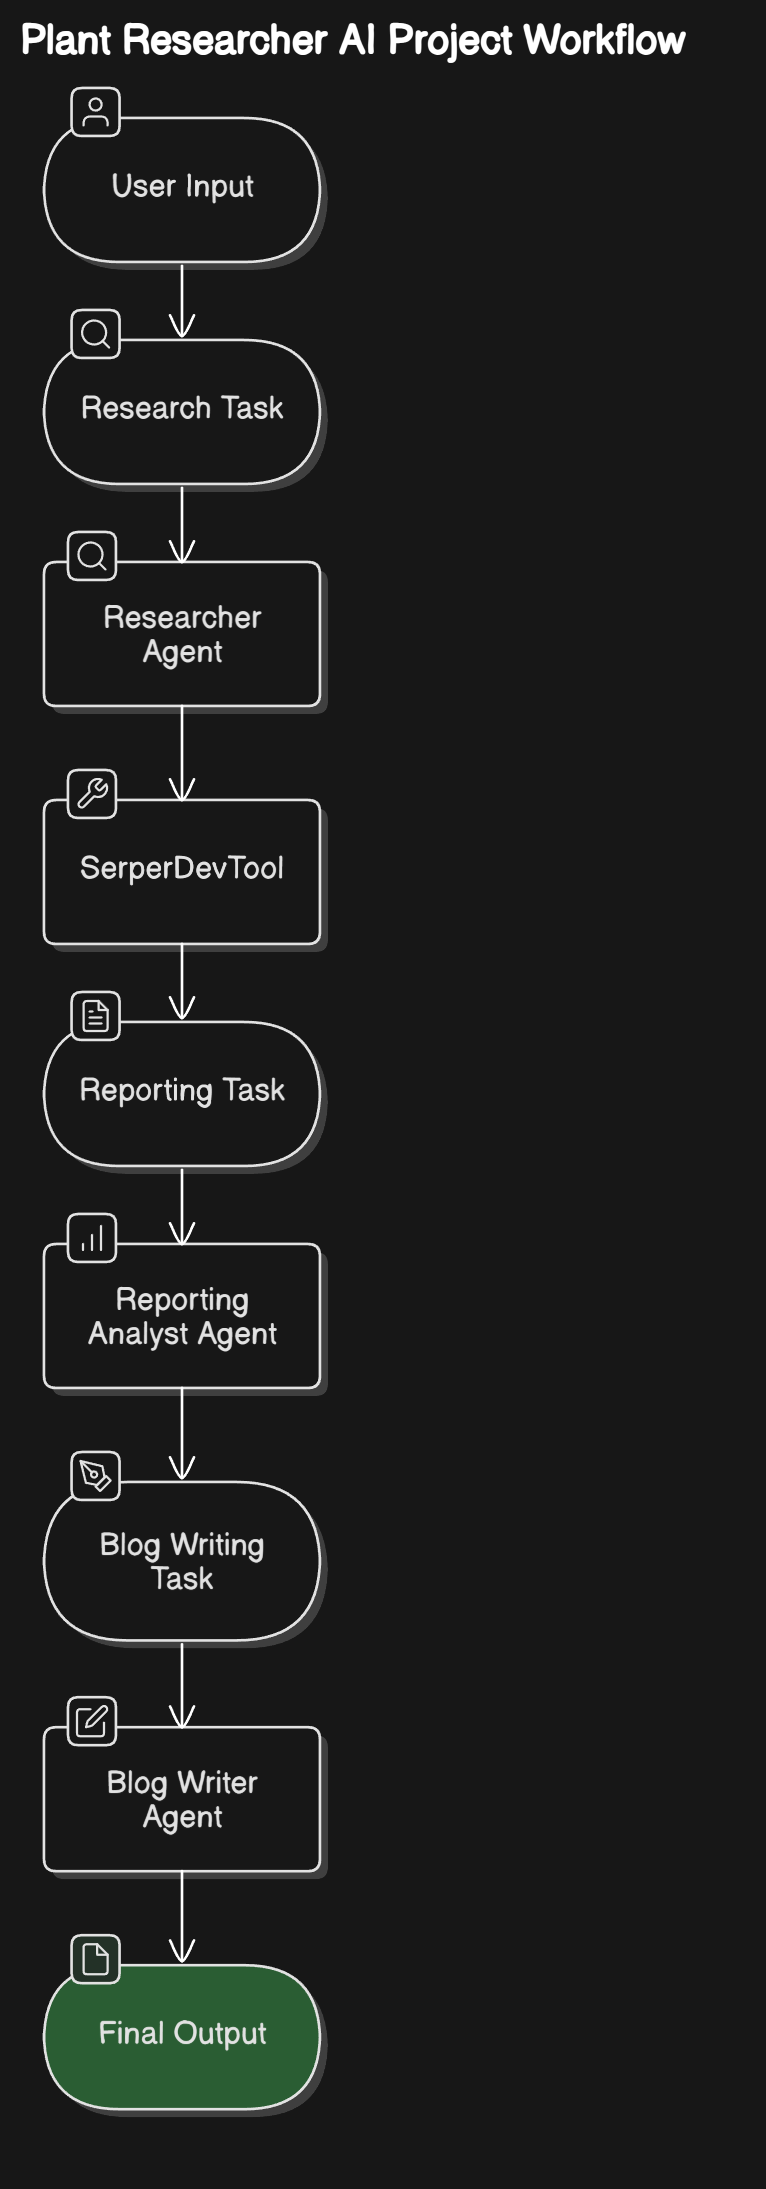 Plant Researcher AI Project Workflow
User Input
Research Task
Researcher
Agent
SerperDevTool
Reporting Task
Reporting
Analyst Agent
Blog Writing
Task
Blog Writer
Agent
Final Output